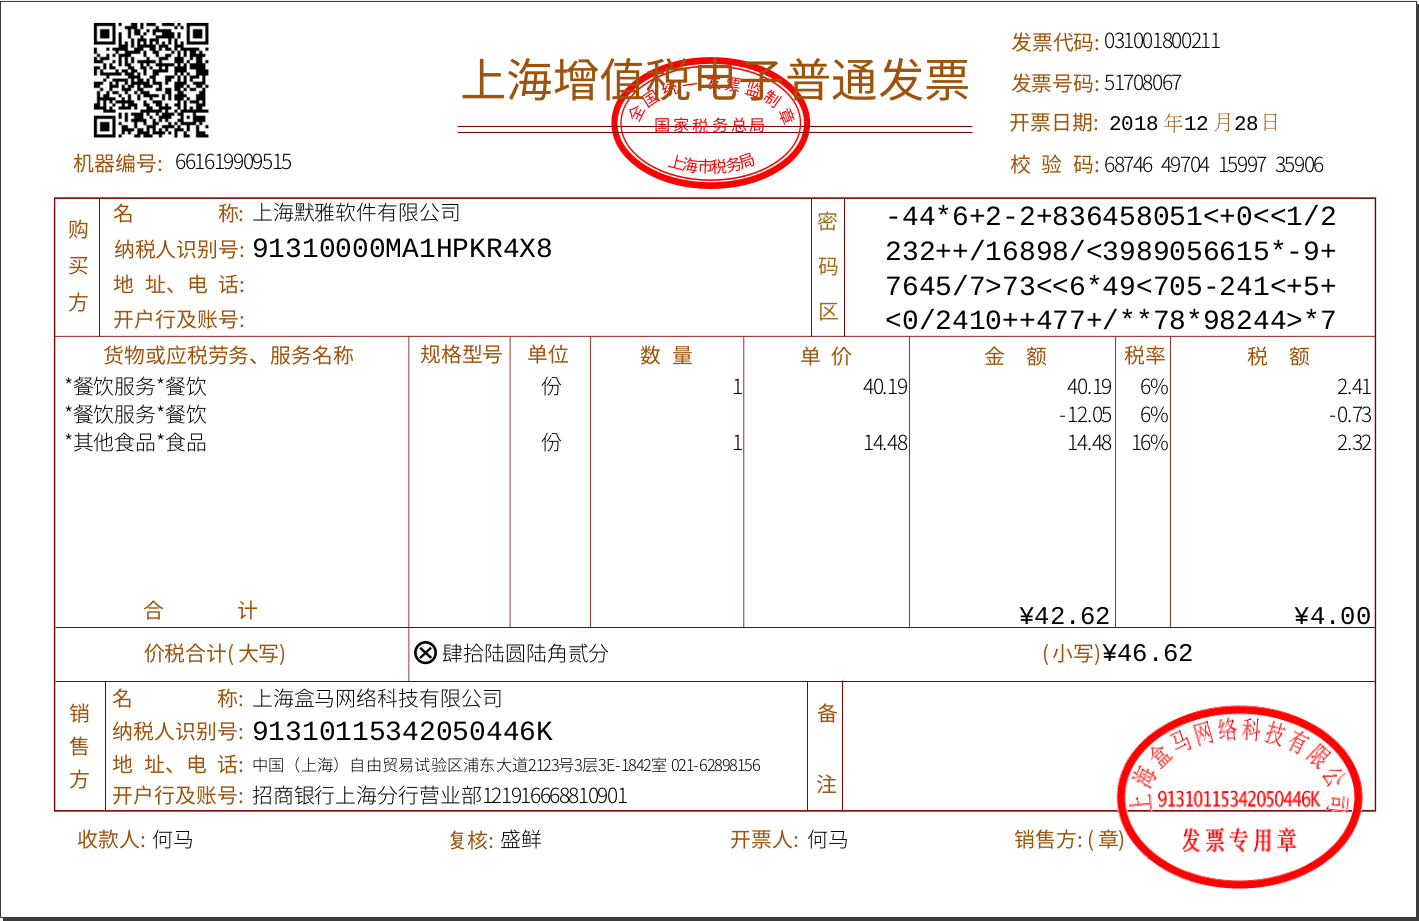 上海增值税电子普通发票
全国统一发票监制章
国家税务总局
上海市税务局
发票代码: 031001800211
发票号码: 51708067
开票日期: 2018 年12 月28 日
校 验 码: 68746 49704 15997 35906
机器编号: 661619909515
购买方
名 称: 上海默雅软件有限公司
纳税人识别号: 91310000MA1HPKR4X8
地 址、电 话:
开户行及账号:
密码区
-44*6+2-2+836458051<+0<<1/2
232++/16898/<3989056615*-9+
7645/7>73<<6*49<705-241<+5+
<0/2410++477+/**78*98244>*7
货物或应税劳务、服务名称 规格型号 单位 数 量 单 价 金 额 税率 税 额
*餐饮服务*餐饮 份 1 40.19 40.19 6% 2.41
*餐饮服务*餐饮 -12.05 6% -0.73
*其他食品*食品 份 1 14.48 14.48 16% 2.32
合 计 ¥42.62 ¥4.00
价税合计(大写) ⊗肆拾陆圆陆角贰分 (小写)¥46.62
销售方
名 称: 上海盒马网络科技有限公司
纳税人识别号: 91310115342050446K
地 址、电 话: 中国（上海）自由贸易试验区浦东大道2123号3层3E-1842室 021-62898156
开户行及账号: 招商银行上海分行营业部121916668810901
备注
上海盒马网络科技有限公司
91310115342050446K
发票专用章
收款人: 何马 复核: 盛鲜 开票人: 何马 销售方: (章)